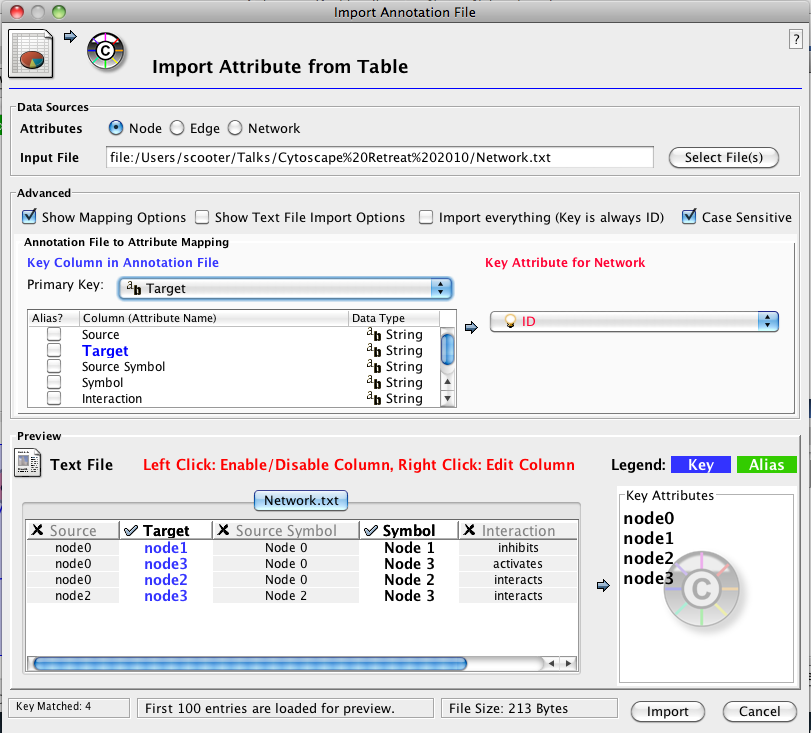 Import Annotation File
?
Import Attribute from Table
Data Sources
Attributes Node Edge Network
Input File file:/Users/scooter/Talks/Cytoscape%20Retreat%202010/Network.txt Select File(s)
Advanced
Show Mapping Options Show Text File Import Options Import everything (Key is always ID) Case Sensitive
Annotation File to Attribute Mapping
Key Column in Annotation File Key Attribute for Network
Primary Key: ab Target
Alias? Column (Attribute Name) Data Type
ID
Source ab String
Target ab String
Source Symbol ab String
Symbol ab String
Interaction ab String
Preview
Text File Left Click: Enable/Disable Column, Right Click: Edit Column Legend: Key Alias
Network.txt Key Attributes
Source Target Source Symbol Symbol Interaction
node0 node1 Node 0 Node 1 inhibits
node0 node3 Node 0 Node 3 activates
node0 node2 Node 0 Node 2 interacts
node2 node3 Node 2 Node 3 interacts
node0
node1
node2
node3
C
Key Matched: 4 First 100 entries are loaded for preview. File Size: 213 Bytes Import Cancel